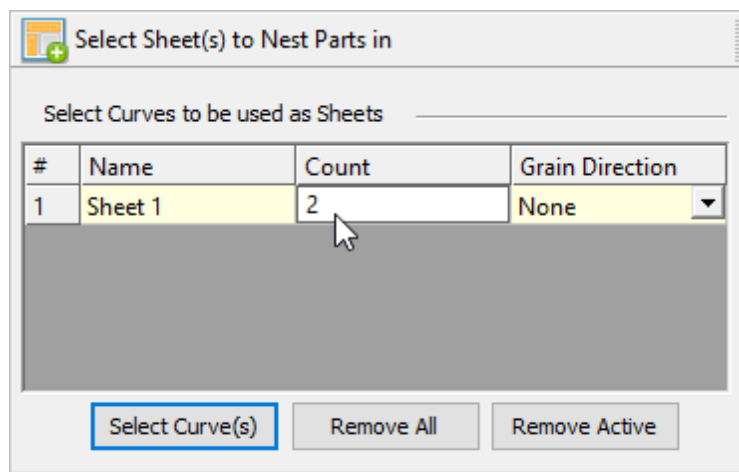 Select Sheet(s) to Nest Parts in
Select Curves to be used as Sheets
# Name Count Grain Direction
1 Sheet 1 2 None
Select Curve(s) Remove All Remove Active